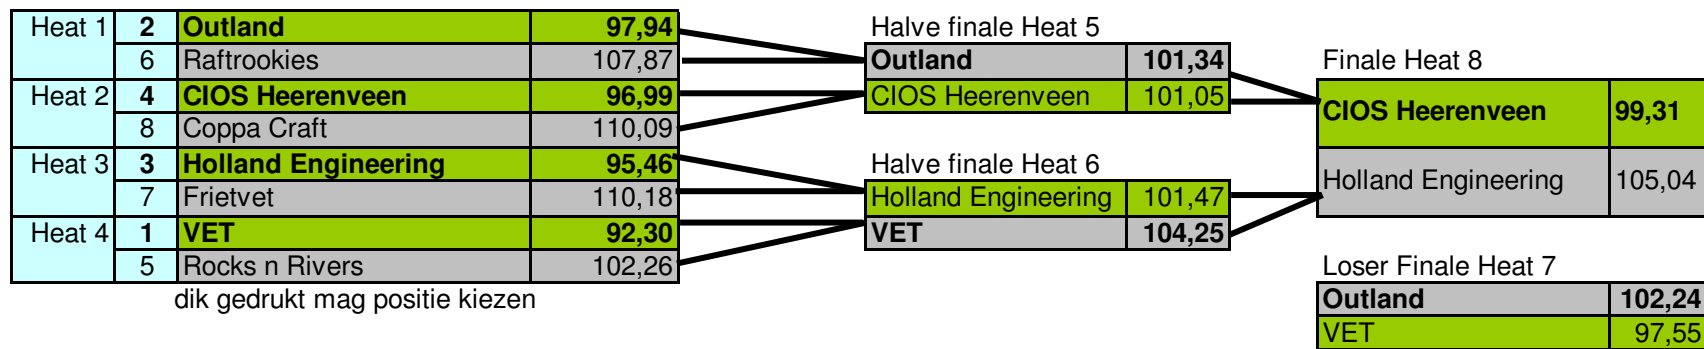 Heat 1 2 Outland 97,94
6 Raftrookies 107,87
Heat 2 4 CIOS Heerenveen 96,99
8 Coppa Craft 110,09
Heat 3 3 Holland Engineering 95,46
7 Frietvet 110,18
Heat 4 1 VET 92,30
5 Rocks n Rivers 102,26
dik gedrukt mag positie kiezen
Halve finale Heat 5
Outland 101,34
CIOS Heerenveen 101,05
Halve finale Heat 6
Holland Engineering 101,47
VET 104,25
Finale Heat 8
CIOS Heerenveen 99,31
Holland Engineering 105,04
Loser Finale Heat 7
Outland 102,24
VET 97,55